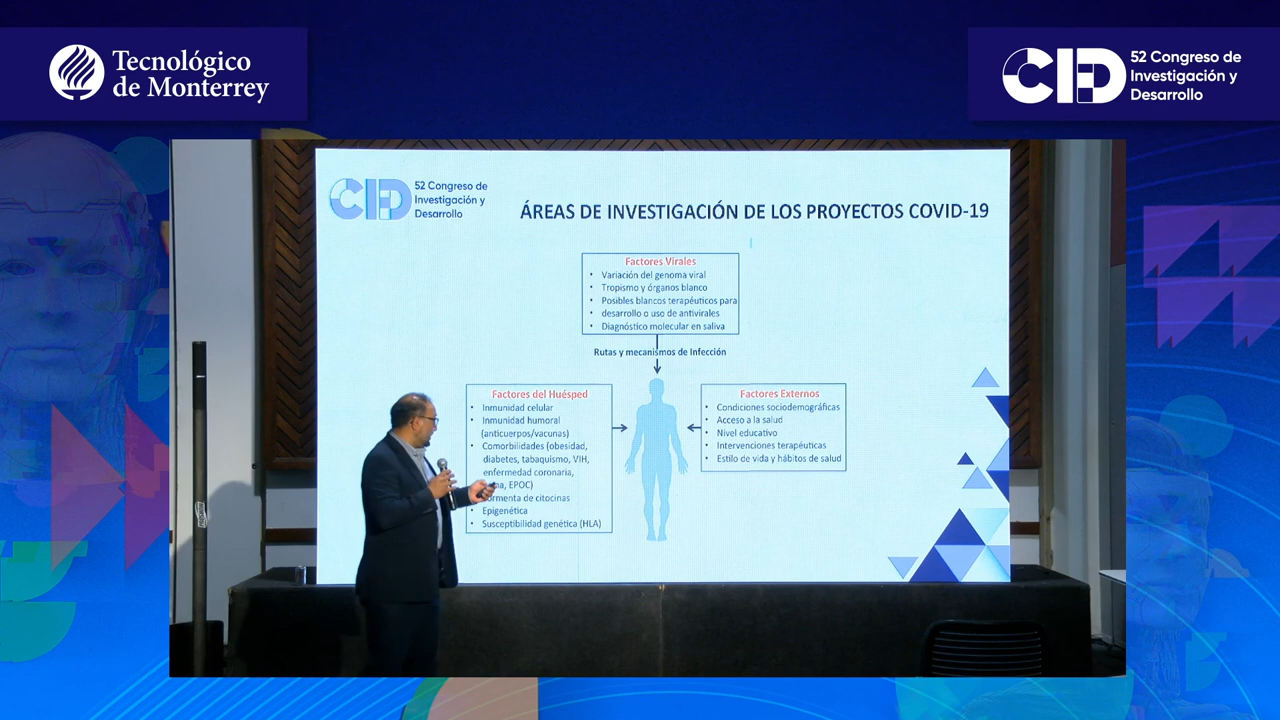 Tecnológico
de Monterrey
CID
52 Congreso de
Investigación y
Desarrollo
CID
52 Congreso de
Investigación y
Desarrollo
ÁREAS DE INVESTIGACIÓN DE LOS PROYECTOS COVID-19
Factores Virales
• Variación del genoma viral
• Tropismo y órganos blanco
• Posibles blancos terapéuticos para
• desarrollo o uso de antivirales
• Diagnóstico molecular en saliva
Rutas y mecanismos de Infección
Factores del Huésped
• Inmunidad celular
• Inmunidad humoral
(anticuerpos/vacunas)
• Comorbilidades (obesidad,
diabetes, tabaquismo, VIH,
enfermedad coronaria,
EPOC)
de citocinas
• Epigenética
• Susceptibilidad genética (HLA)
Factores Externos
• Condiciones sociodemográficas
• Acceso a la salud
• Nivel educativo
• Intervenciones terapéuticas
• Estilo de vida y hábitos de salud